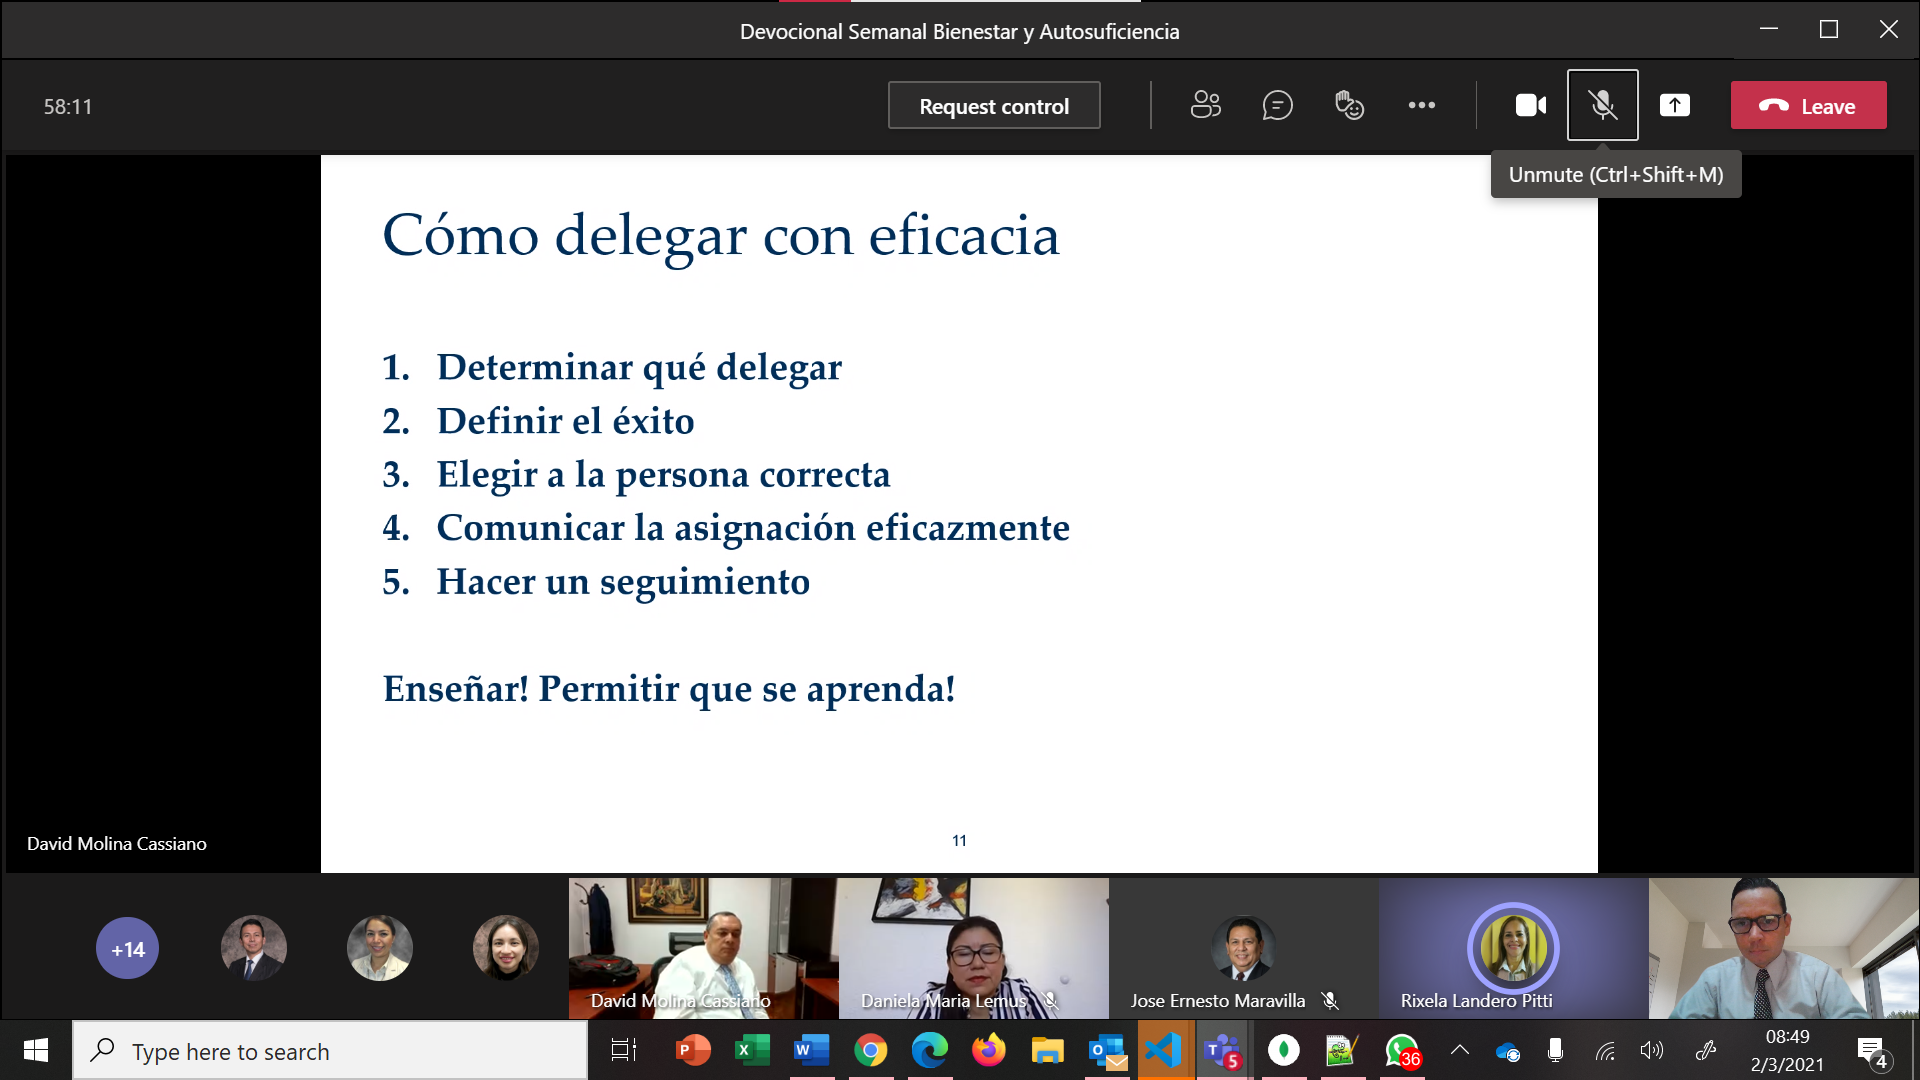 Devocional Semanal Bienestar y Autosuficiencia
58:11
Request control
Leave
Unmute (Ctrl+Shift+M)
Cómo delegar con eficacia
1. Determinar qué delegar
2. Definir el éxito
3. Elegir a la persona correcta
4. Comunicar la asignación eficazmente
5. Hacer un seguimiento
Enseñar! Permitir que se aprenda!
11
David Molina Cassiano
+14
David Molina Cassiano
Daniela Maria Lemus
Jose Ernesto Maravilla
Rixela Landero Pitti
Type here to search
P
X
W
O
T
5
36
08:49
2/3/2021
4